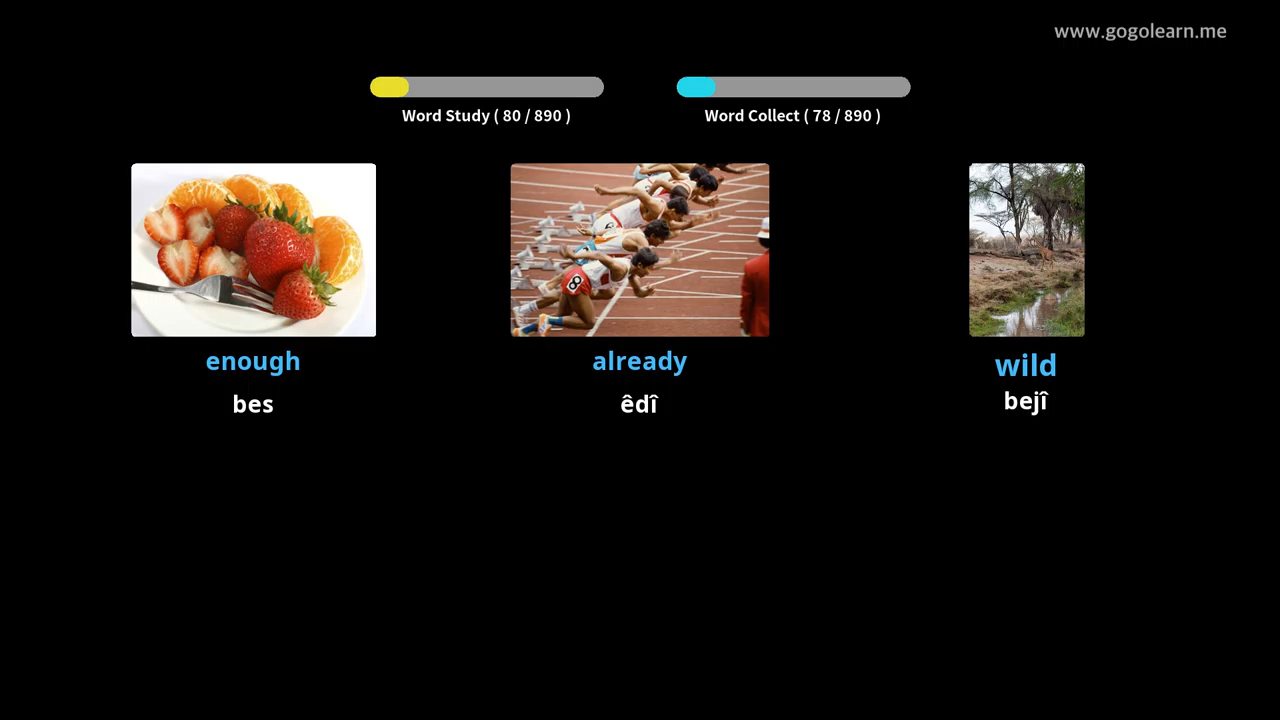 www.gogolearn.me
Word Study ( 80 / 890 )
Word Collect ( 78 / 890 )
enough
bes
already
êdî
wild
bejî